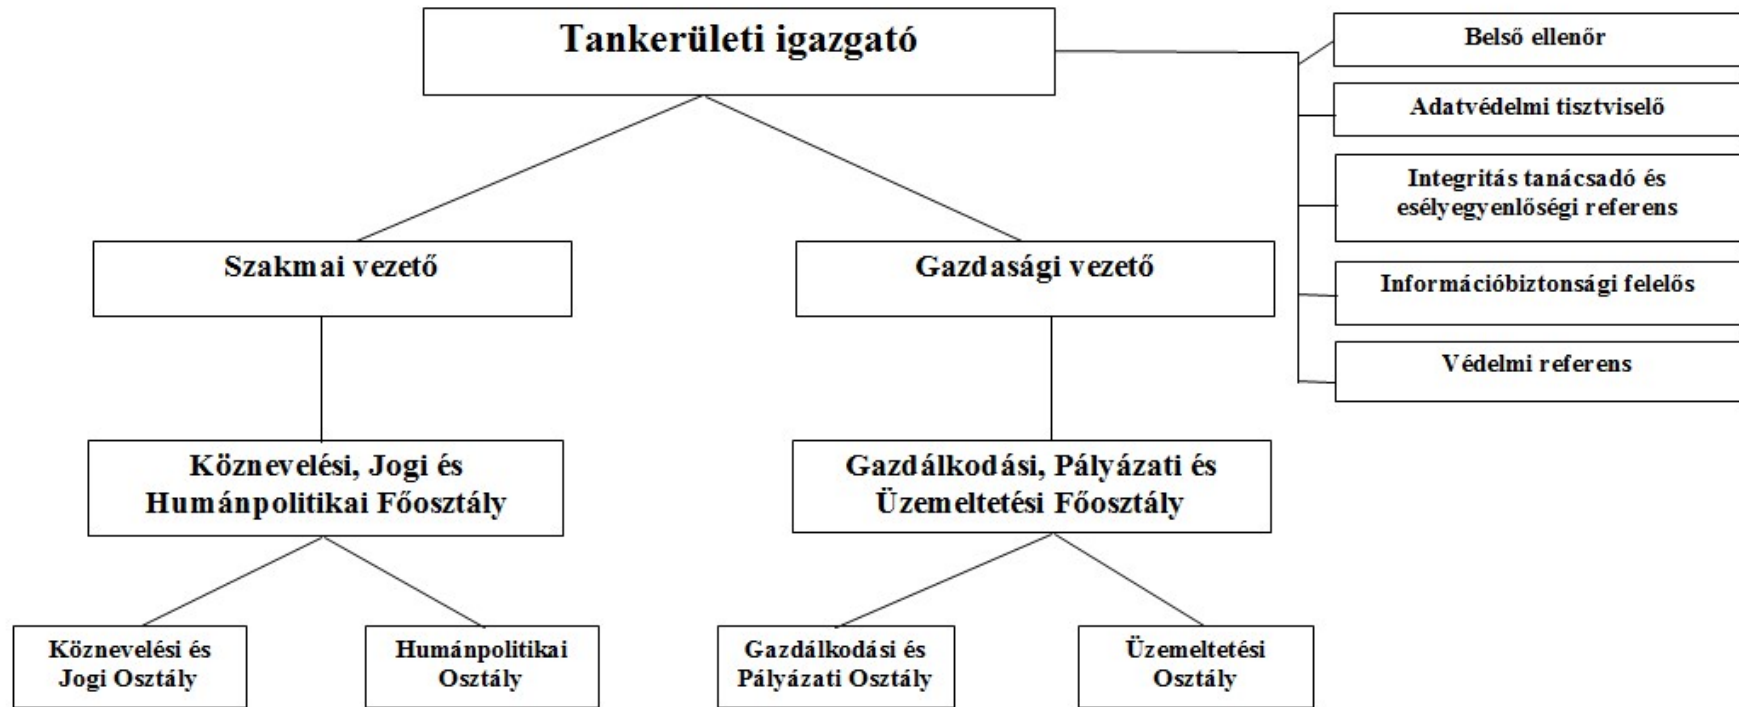 Tankerületi igazgató
Belső ellenőr
Adatvédelmi tisztviselő
Integritás tanácsadó és
esélyegyenlőségi referens
Információbiztonsági felelős
Védelmi referens
Szakmai vezető
Gazdasági vezető
Köznevelési, Jogi és
Humánpolitikai Főosztály
Gazdálkodási, Pályázati és
Üzemeltetési Főosztály
Köznevelési és
Jogi Osztály
Humánpolitikai
Osztály
Gazdálkodási és
Pályázati Osztály
Üzemeltetési
Osztály